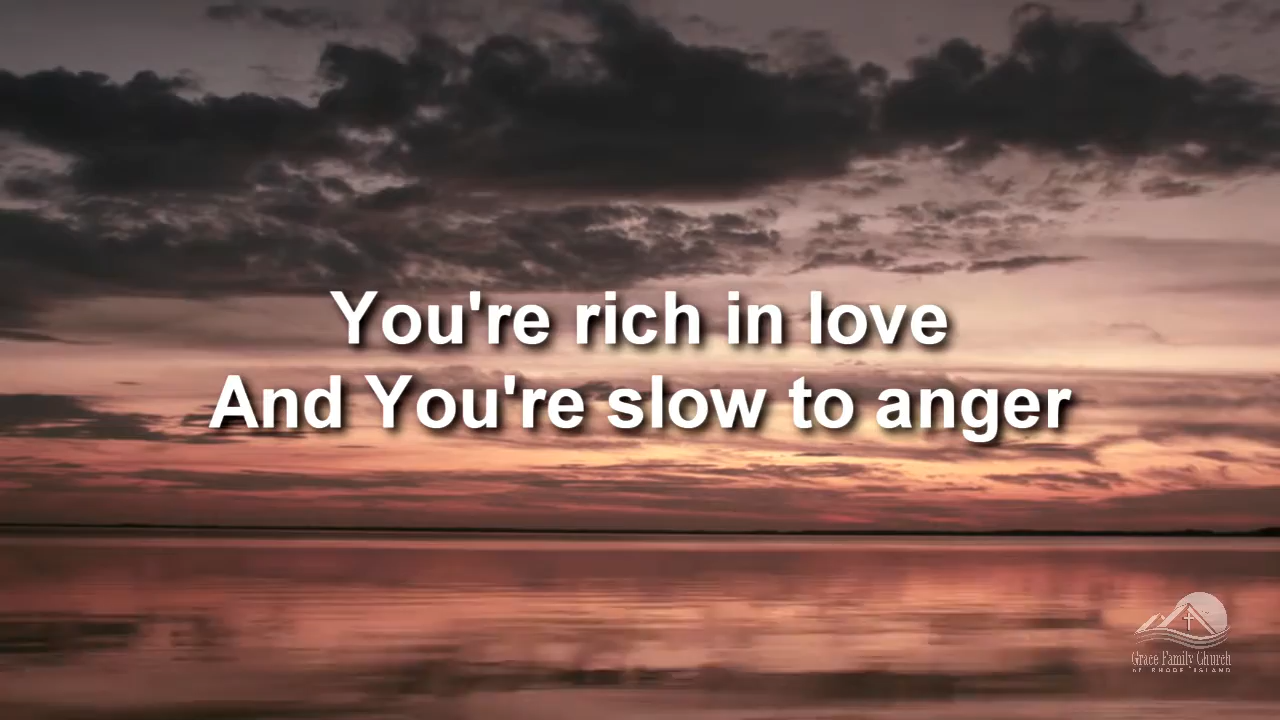 You're rich in love
And You're slow to anger
Grace Family Church
OF RHODE ISLAND